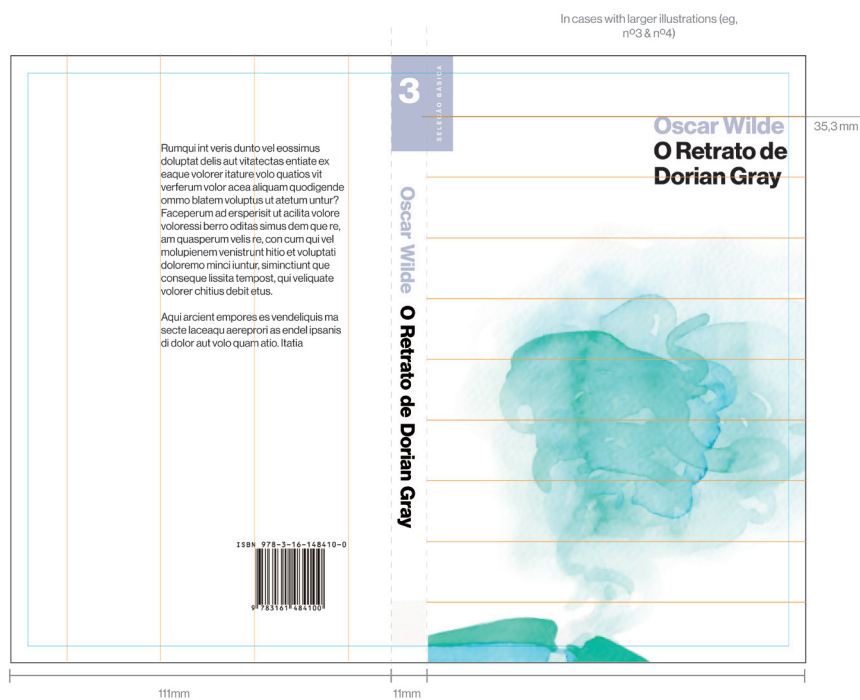 In cases with larger illustrations (eg,
nº3 & nº4)
3
SELEÇÃO BÁSICA
35,3 mm
Oscar Wilde
O Retrato de
Dorian Gray
Rumqui int veris dunto vel eossimus
doluptat delis aut vitatectas entiate ex
eaque volorer itature volo quatios vit
verferum volor acea aliquam quodigende
ommo blatem voluptus ut atetum untur?
Faceperum ad ersperisit ut acilita volore
voloressi berro oditas simus dem que re,
am quasperum velis re, con cum qui vel
molupienem venistrunt hitio et voluptati
doloremo minci iuntur, siminctiunt que
conseque lissita tempost, qui veliquate
volorer chitius debit etus.
Aqui arcient empores es vendeliquis ma
secte laceaqu aereprori as endel ipsanis
di dolor aut volo quam atio. Itatia
Oscar Wilde O Retrato de Dorian Gray
ISBN 978-3-16-148410-0
9 783161 484100
111mm
11mm